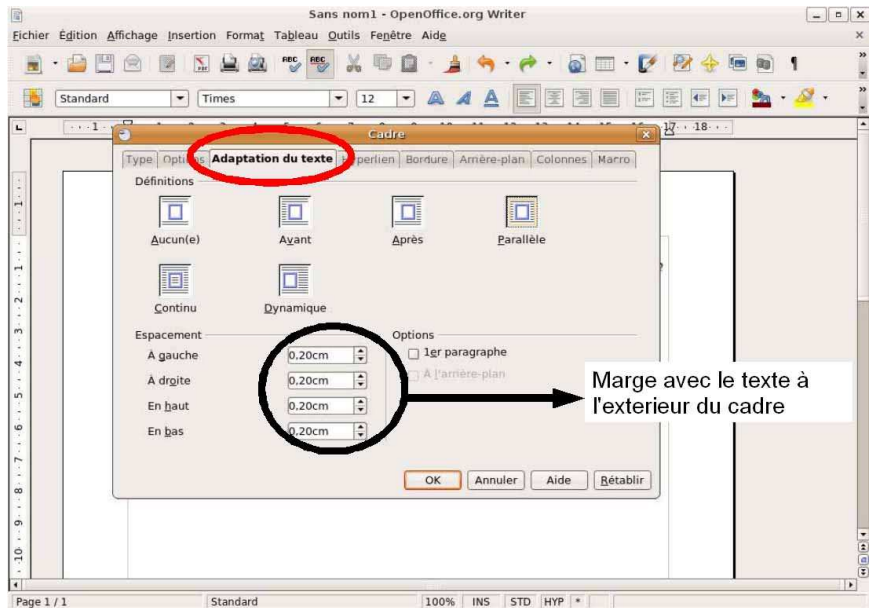 Sans nom1 - OpenOffice.org Writer
Fichier Édition Affichage Insertion Format Tableau Outils Fenêtre Aide
Standard Times 12
Cadre
Type Options Adaptation du texte Hyperlien Bordure Arrière-plan Colonnes Macro
Définitions
Aucun(e) Avant Après Parallèle
Continu Dynamique
Espacement Options
À gauche 0,20cm 1er paragraphe
À droite 0,20cm À l'arrière-plan
En haut 0,20cm
En bas 0,20cm
Marge avec le texte à
l'exterieur du cadre
OK Annuler Aide Rétablir
Page 1 / 1 Standard 100% INS STD HYP *